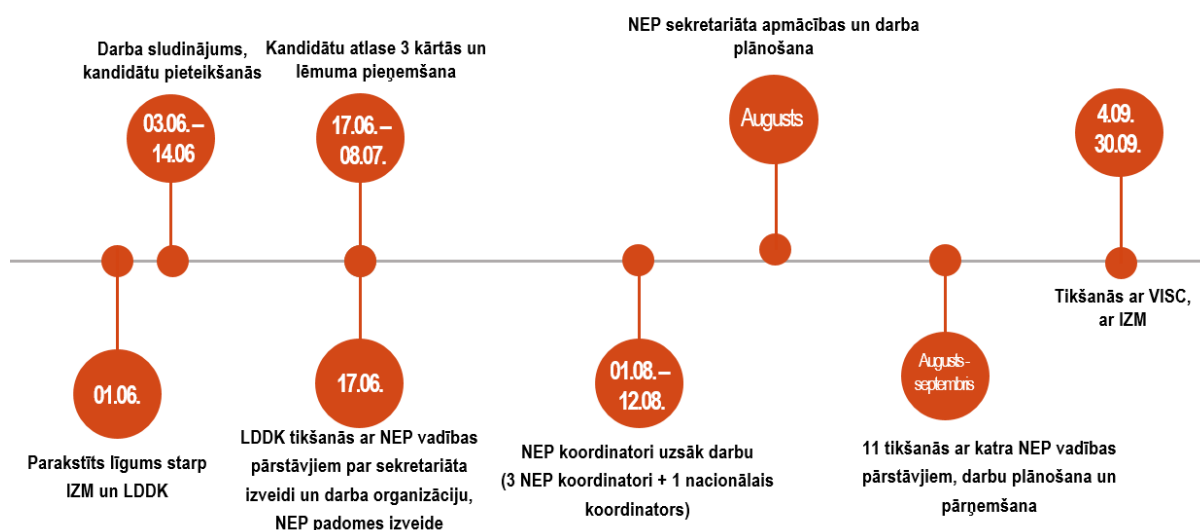 Darba sludinājums,
kandidātu pieteikšanās
03.06. –
14.06
Kandidātu atlase 3 kārtās un
lēmuma pieņemšana
17.06. –
08.07.
NEP sekretariāta apmācības un darba
plānošana
Augusts
4.09.
30.09.
Tikšanās ar VISC,
ar IZM
01.06.
Parakstīts līgums starp
IZM un LDDK
17.06.
LDDK tikšanās ar NEP vadības
pārstāvjiem par sekretariāta
izveidi un darba organizāciju,
NEP padomes izveide
01.08. –
12.08.
NEP koordinatori uzsāk darbu
(3 NEP koordinatori + 1 nacionālais
koordinators)
Augusts -
septembris
11 tikšanās ar katra NEP vadības
pārstāvjiem, darbu plānošana un
pārņemšana